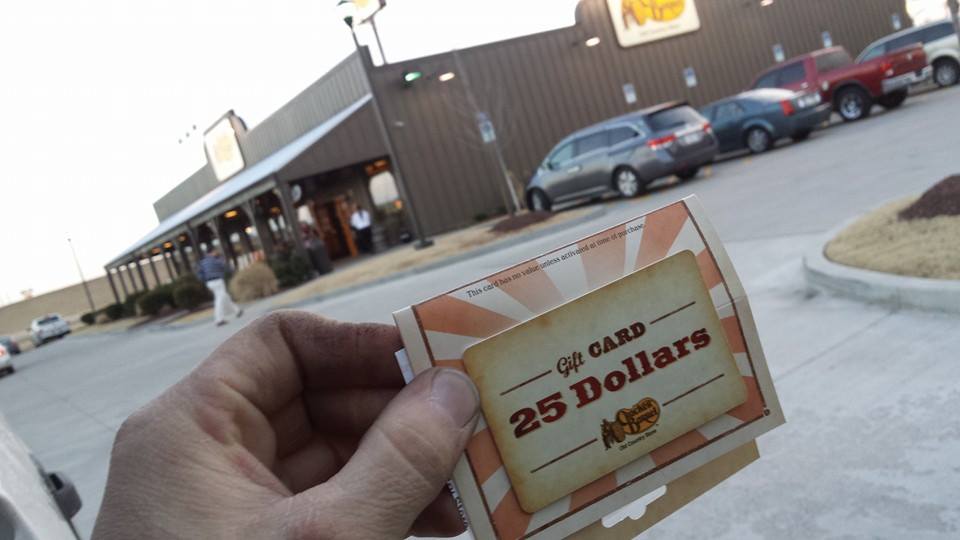 This card has no value unless activated at time of purchase.
Gift CARD
25 Dollars
Cracker
Barrel
Old Country Store